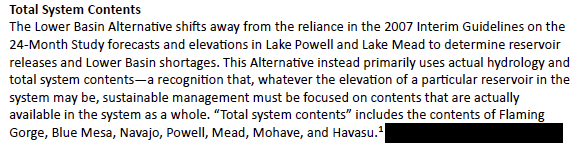 Total System Contents
The Lower Basin Alternative shifts away from the reliance in the 2007 Interim Guidelines on the
24-Month Study forecasts and elevations in Lake Powell and Lake Mead to determine reservoir
releases and Lower Basin shortages. This Alternative instead primarily uses actual hydrology and
total system contents—a recognition that, whatever the elevation of a particular reservoir in the
system may be, sustainable management must be focused on contents that are actually
available in the system as a whole. “Total system contents” includes the contents of Flaming
Gorge, Blue Mesa, Navajo, Powell, Mead, Mohave, and Havasu.¹